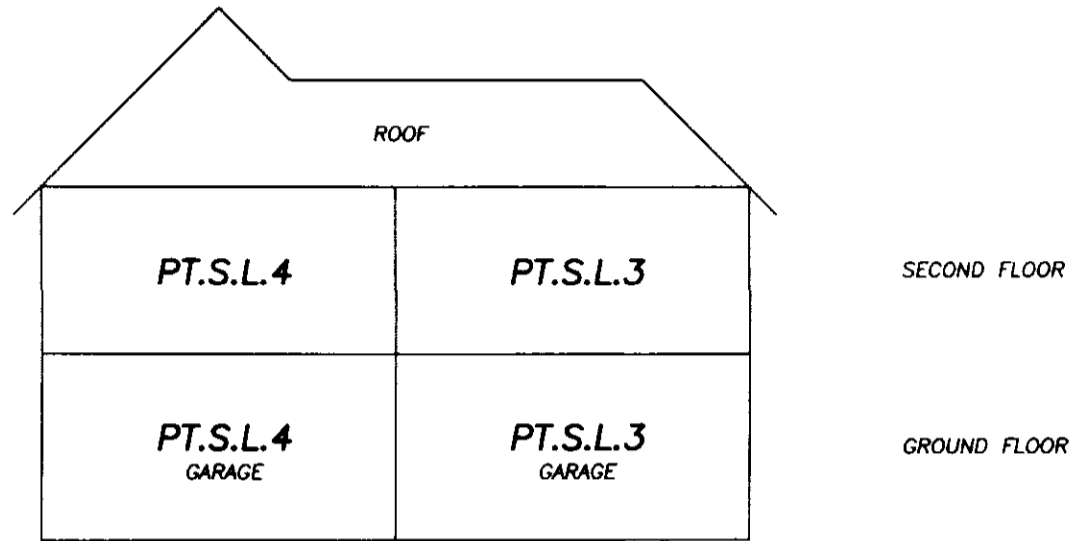 ROOF
PT.S.L.4
PT.S.L.3
SECOND FLOOR
PT.S.L.4
GARAGE
PT.S.L.3
GARAGE
GROUND FLOOR